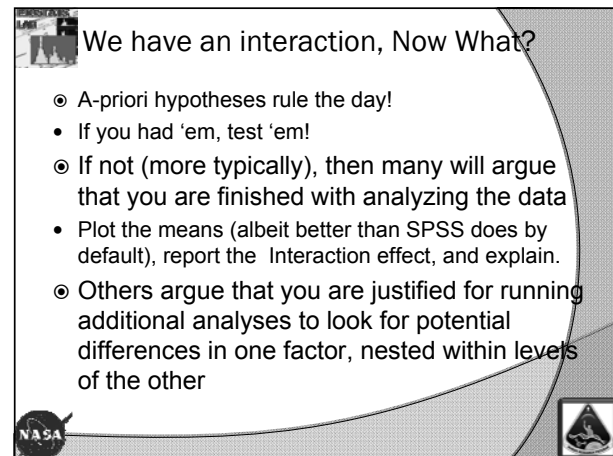 LAB
We have an interaction, Now What?
⦿ A-priori hypotheses rule the day!
• If you had 'em, test 'em!
⦿ If not (more typically), then many will argue
that you are finished with analyzing the data
• Plot the means (albeit better than SPSS does by
default), report the Interaction effect, and explain.
⦿ Others argue that you are justified for running
additional analyses to look for potential
differences in one factor, nested within levels
of the other
NASA